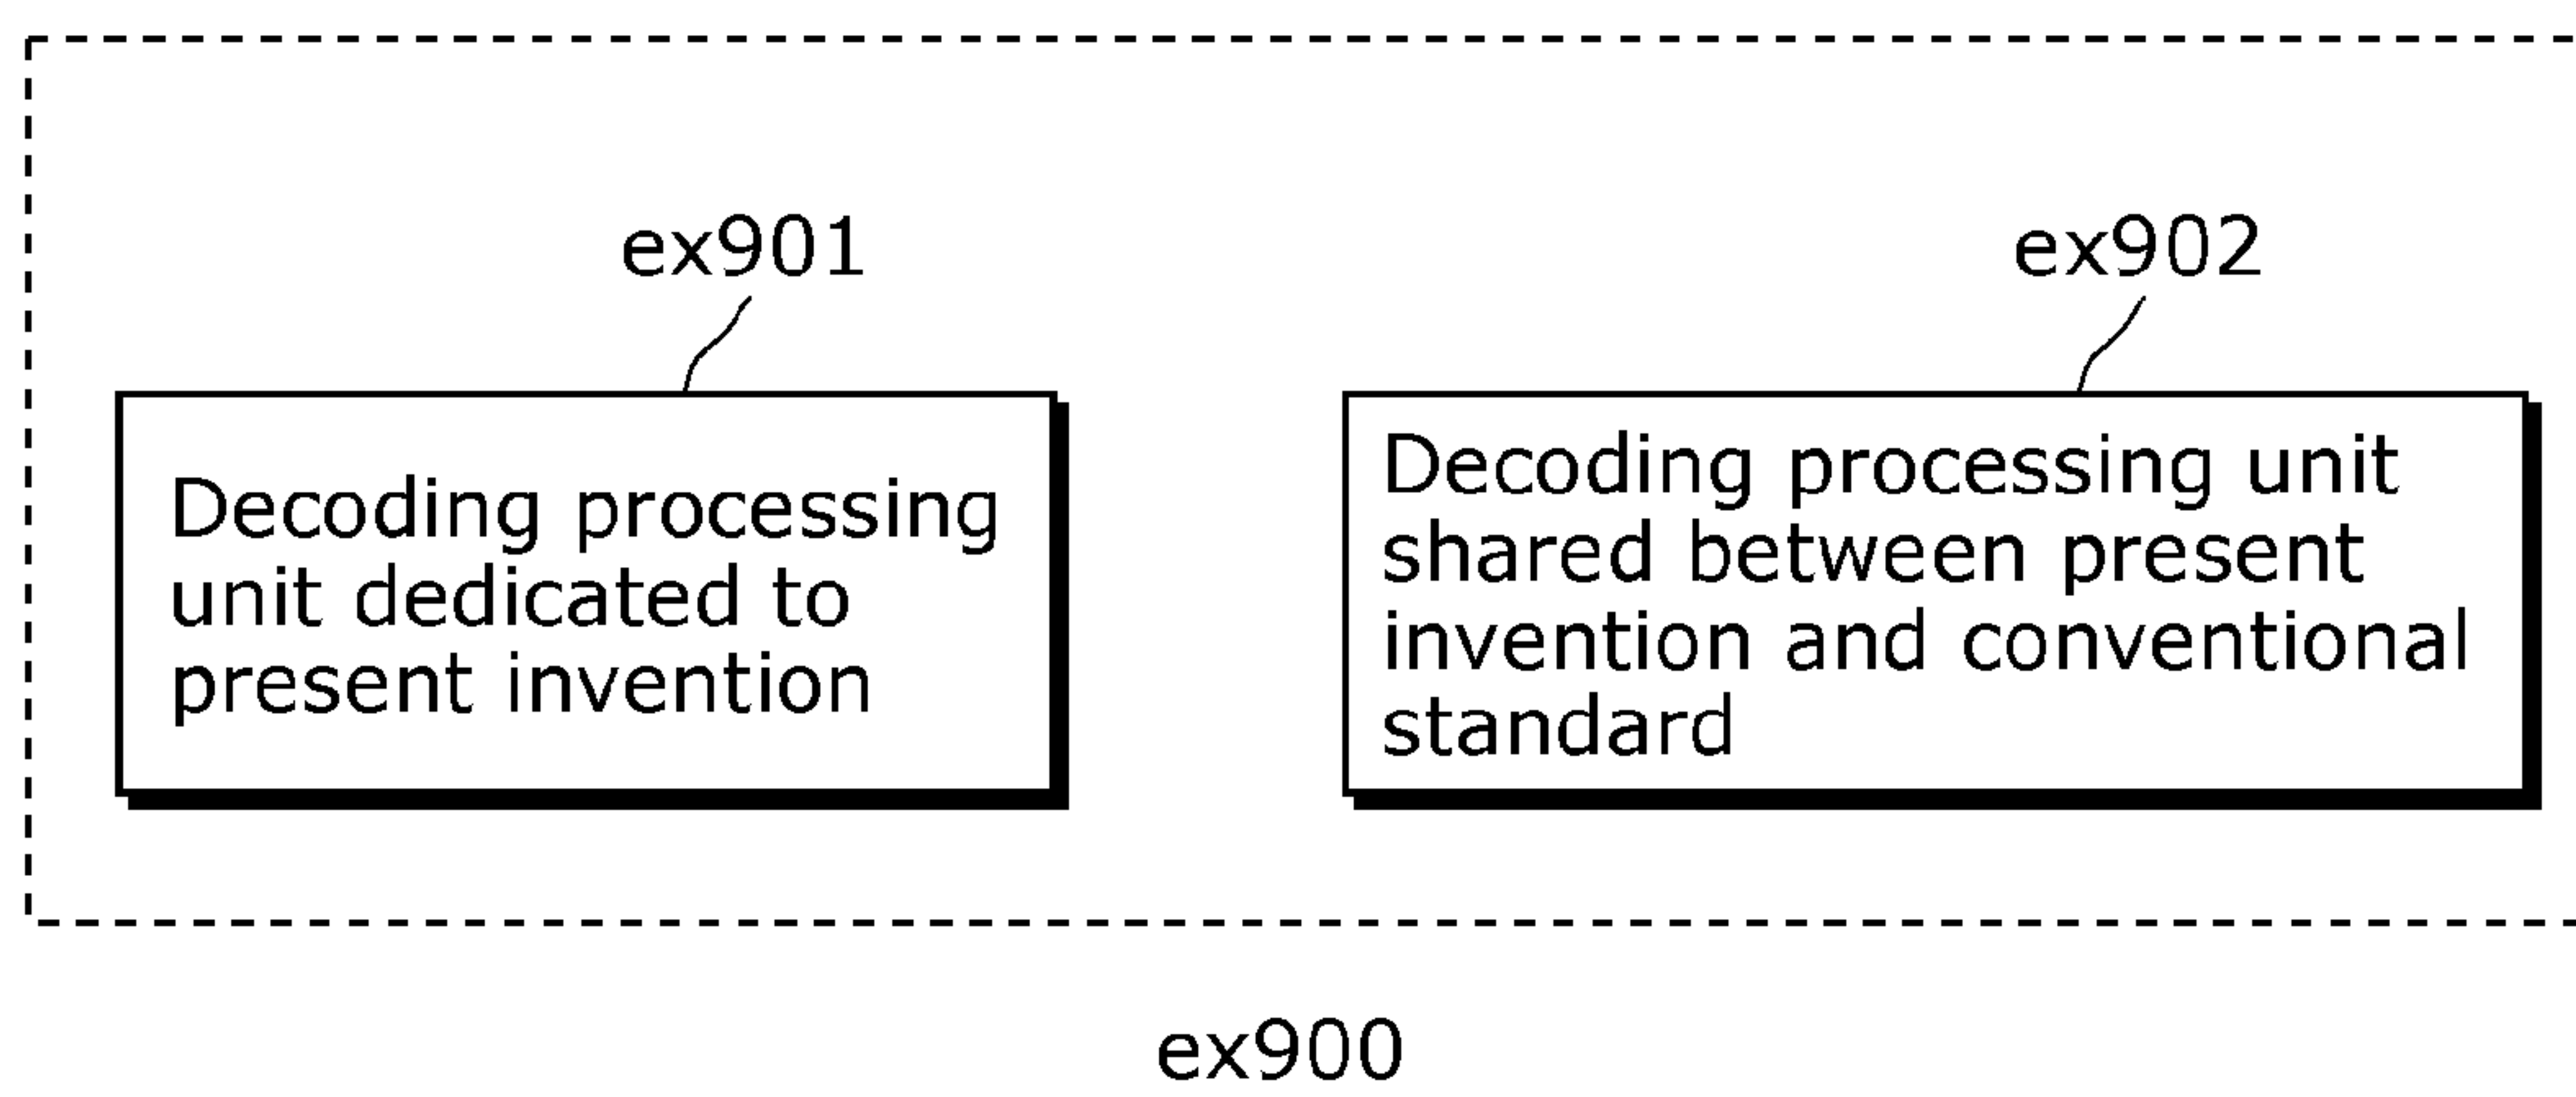 ex901
ex902
Decoding processing
unit dedicated to
present invention
Decoding processing unit
shared between present
invention and conventional
standard
ex900